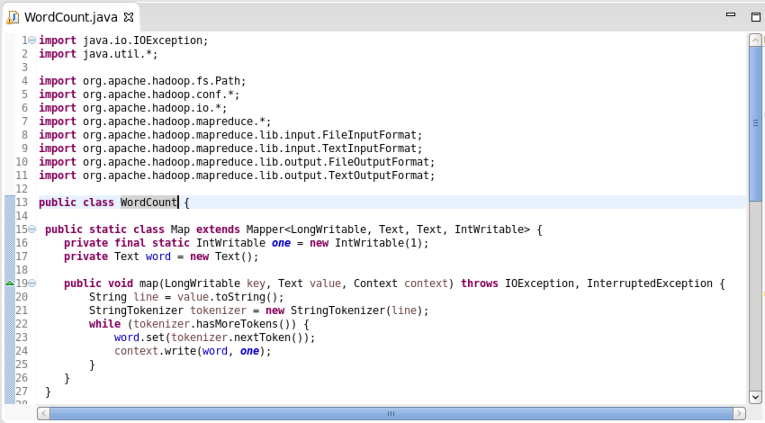 WordCount.java
1 import java.io.IOException;
2 import java.util.*;
3
4 import org.apache.hadoop.fs.Path;
5 import org.apache.hadoop.conf.*;
6 import org.apache.hadoop.io.*;
7 import org.apache.hadoop.mapreduce.*;
8 import org.apache.hadoop.mapreduce.lib.input.FileInputFormat;
9 import org.apache.hadoop.mapreduce.lib.input.TextInputFormat;
10 import org.apache.hadoop.mapreduce.lib.output.FileOutputFormat;
11 import org.apache.hadoop.mapreduce.lib.output.TextOutputFormat;
12
13 public class WordCount {
14
15 public static class Map extends Mapper<LongWritable, Text, Text, IntWritable> {
16 private final static IntWritable one = new IntWritable(1);
17 private Text word = new Text();
18
19 public void map(LongWritable key, Text value, Context context) throws IOException, InterruptedException {
20 String line = value.toString();
21 StringTokenizer tokenizer = new StringTokenizer(line);
22 while (tokenizer.hasMoreTokens()) {
23 word.set(tokenizer.nextToken());
24 context.write(word, one);
25 }
26 }
27 }